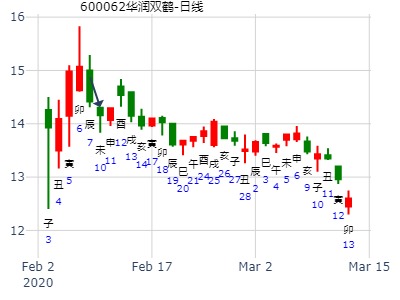 600062华润双鹤-日线
16
15
14
13
12
子
3
丑
4
寅
5
卯
6
辰
7
未
10
申
11
酉
12
戌
13
亥
14
寅
17
卯
18
辰
19
巳
20
午
21
酉
24
戌
25
亥
26
子
27
丑
28
辰
2
巳
3
午
4
未
5
申
6
亥
9
子
10
丑
11
寅
12
卯
13
Feb 2
2020
Feb 17
Mar 2
Mar 15